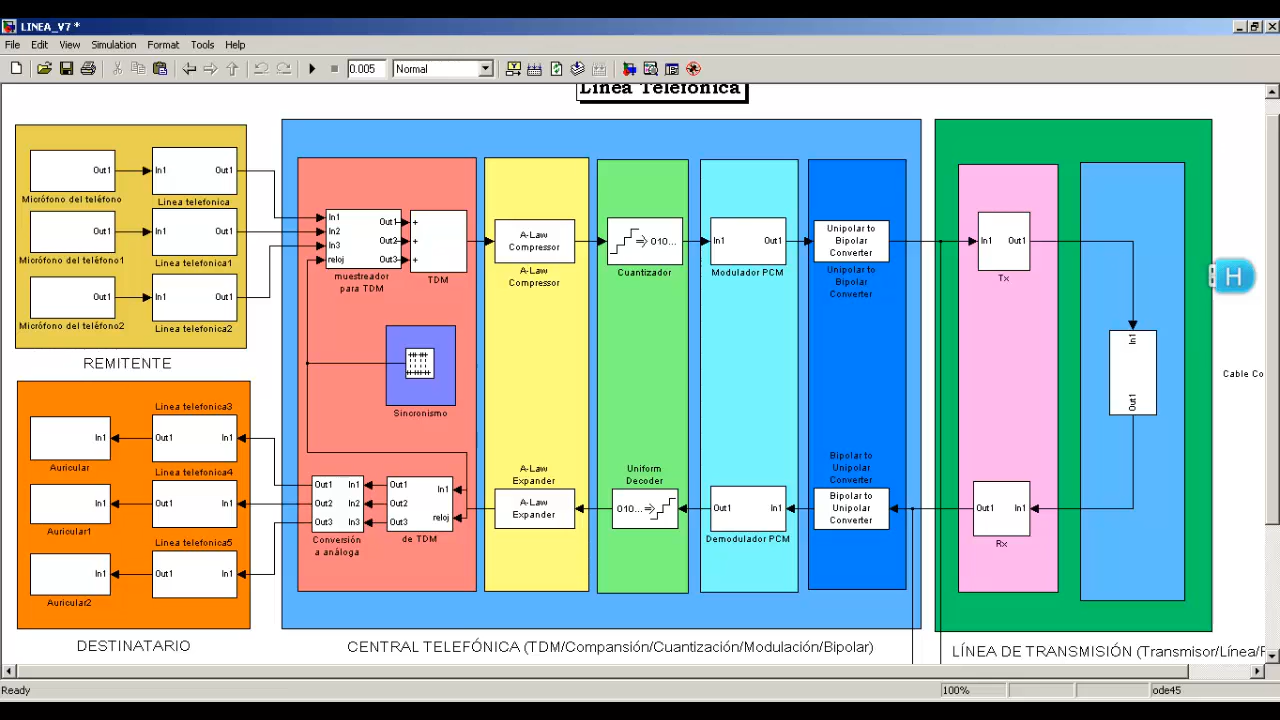 LINEA_V7 *
File Edit View Simulation Format Tools Help
0.005 Normal
Línea Telefónica
Out1 In1 Out1
Micrófono del teléfono Linea telefonica
Out1 In1 Out1
Micrófono del teléfono1 Linea telefonica1
Out1 In1 Out1
Micrófono del teléfono2 Linea telefonica2
REMITENTE
In1 Out1
In2 Out2
In3 Out3
reloj
muestreador
para TDM
+
+
+
TDM
Sincronismo
A-Law
Compressor
A-Law
Compressor
010...
Cuantizador
In1 Out1
Modulador PCM
Unipolar to
Bipolar
Converter
Unipolar to
Bipolar
Converter
In1 Out1
Tx
In1
Out1
Cable Co
H
Linea telefonica3
In1 Out1 In1
Auricular
Linea telefonica4
In1 Out1 In1
Auricular1
Linea telefonica5
In1 Out1 In1
Auricular2
DESTINATARIO
Out1 In1
Out2 In2
Out3 In3
Conversión
a análoga
Out1 In1
Out2
Out3 reloj
de TDM
A-Law
Expander
A-Law
Expander
Uniform
Decoder
010...
Out1 In1
Demodulador PCM
Bipolar to
Unipolar
Converter
Bipolar to
Unipolar
Converter
Out1 In1
Rx
CENTRAL TELEFÓNICA (TDM/Compansión/Cuantización/Modulación/Bipolar)
LÍNEA DE TRANSMISIÓN (Transmisor/Línea/
Ready 100% ode45